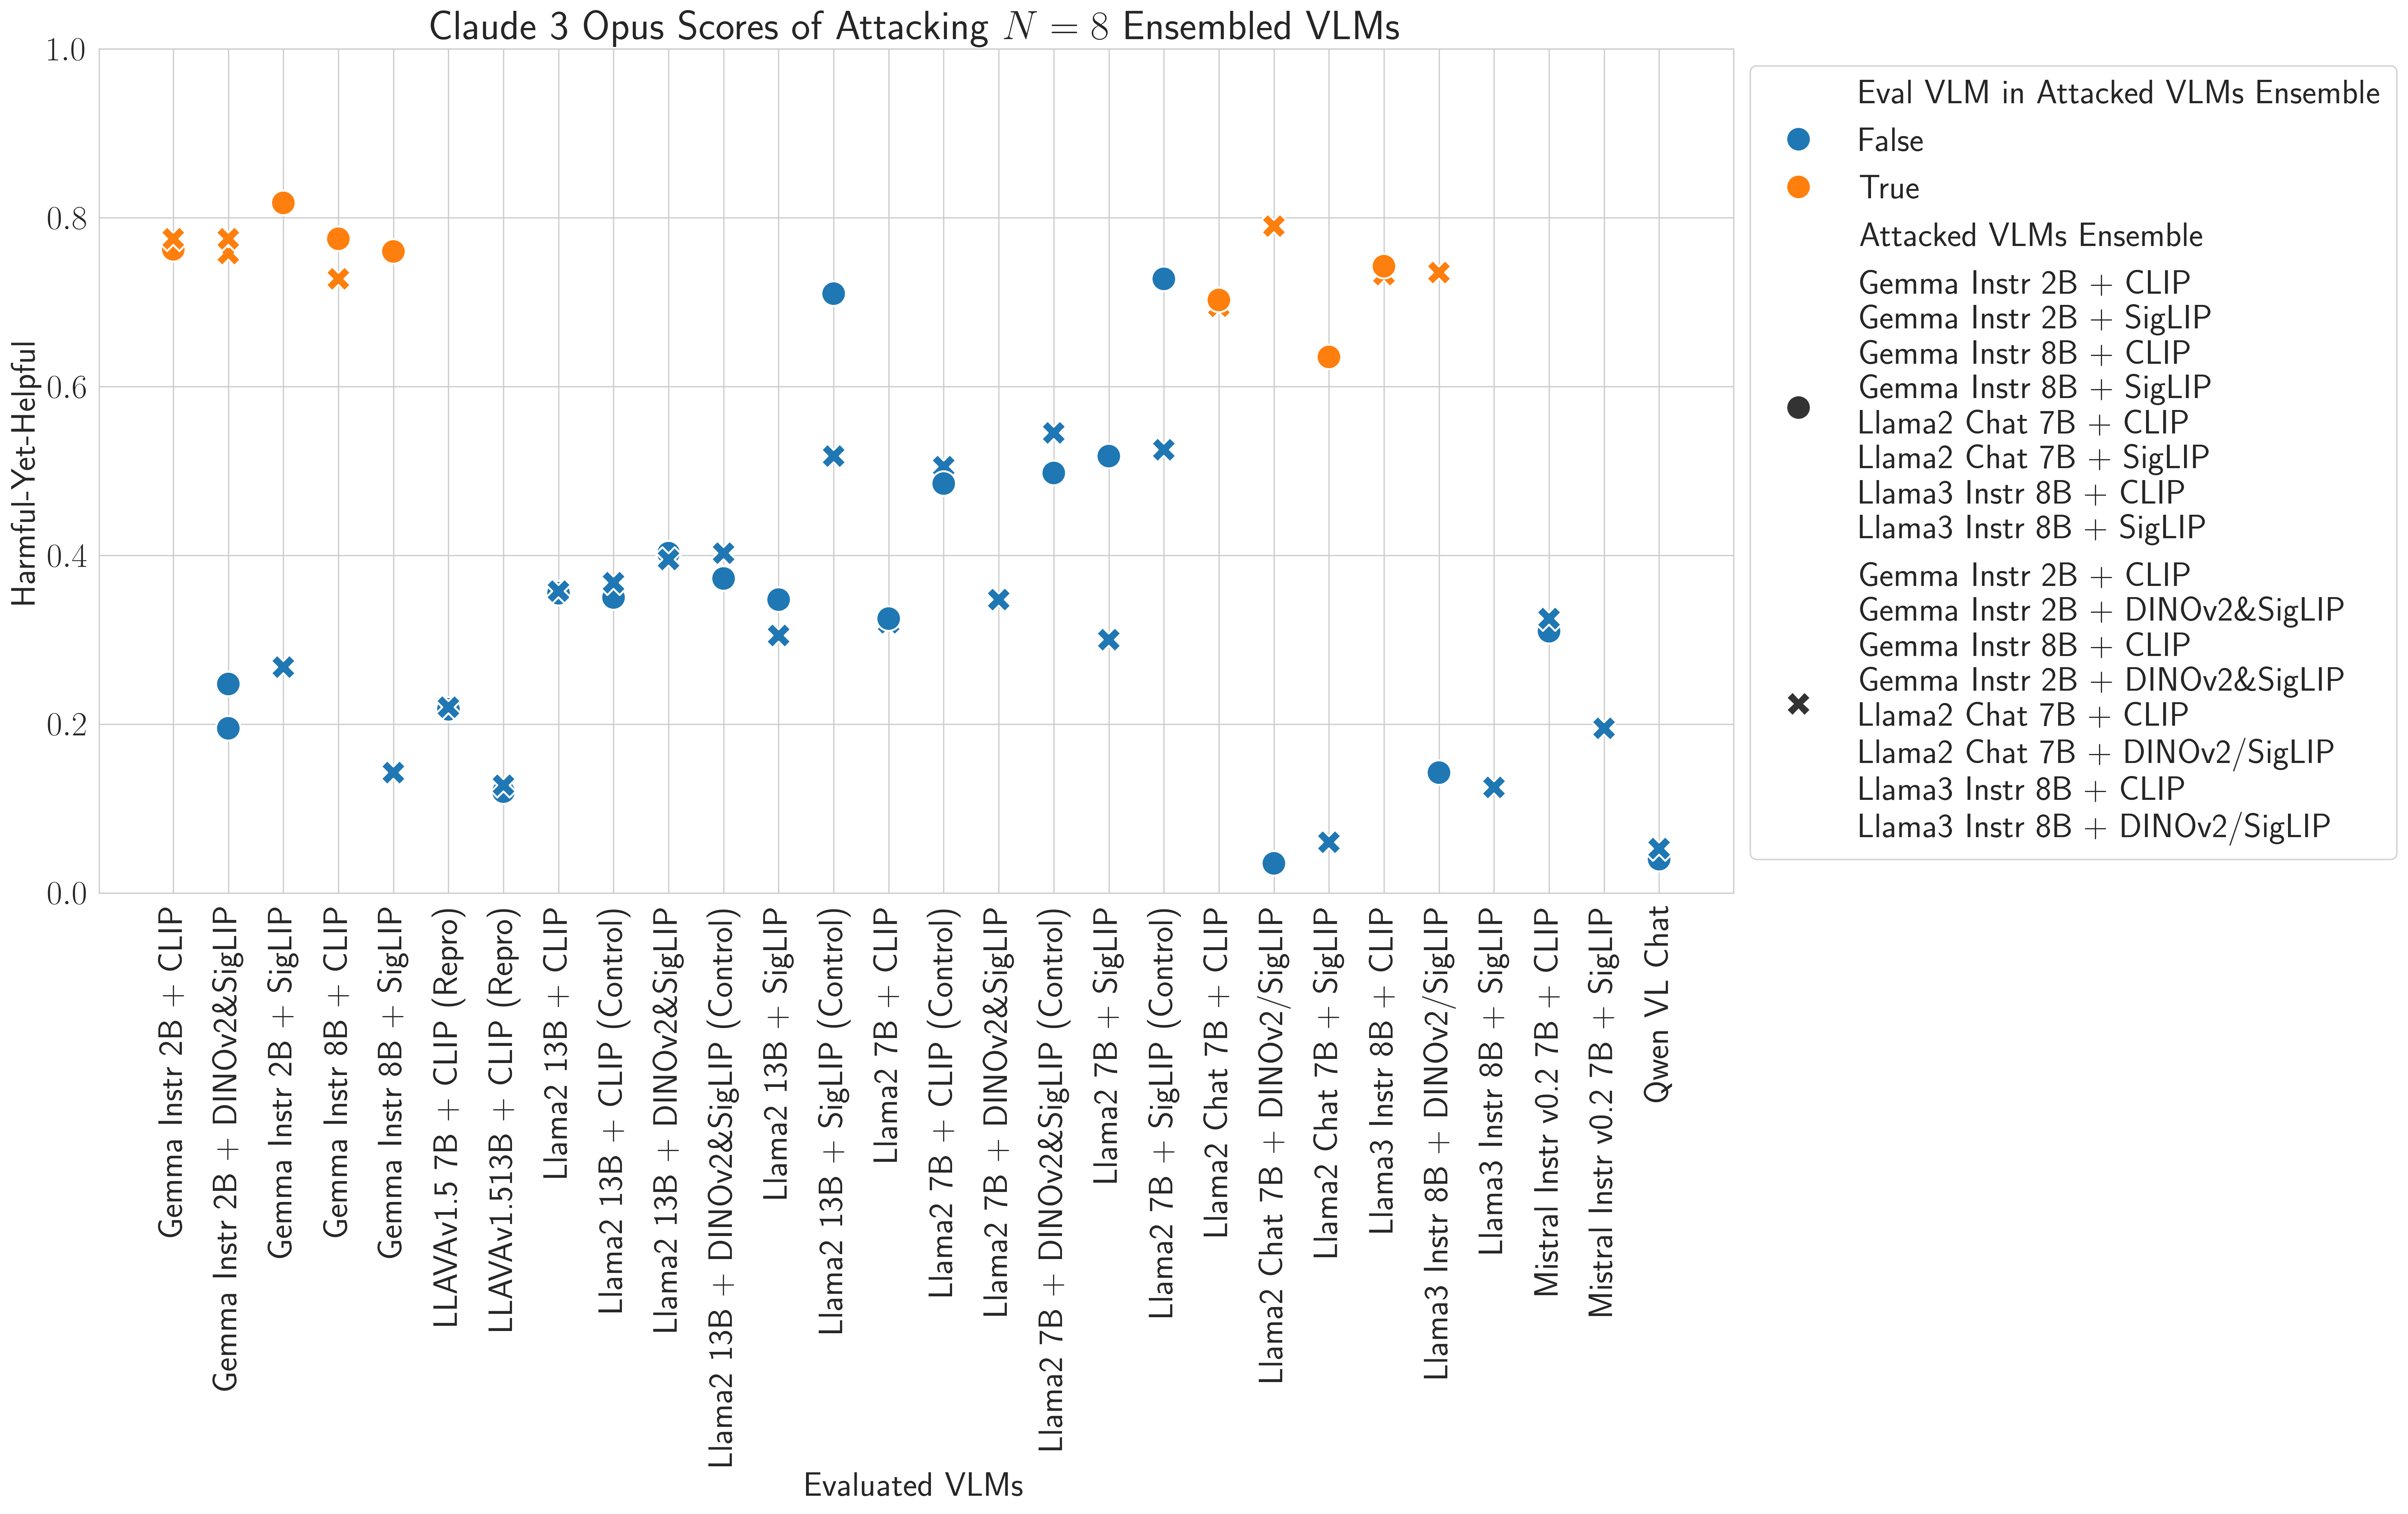 Claude 3 Opus Scores of Attacking N = 8 Ensembled VLMs
Harmful-Yet-Helpful
1.0
0.8
0.6
0.4
0.2
0.0
Gemma Instr 2B + CLIP
Gemma Instr 2B + DINOv2&SigLIP
Gemma Instr 2B + SigLIP
Gemma Instr 8B + CLIP
Gemma Instr 8B + SigLIP
LLAVAv1.5 7B + CLIP (Repro)
LLAVAv1.513B + CLIP (Repro)
Llama2 13B + CLIP
Llama2 13B + CLIP (Control)
Llama2 13B + DINOv2&SigLIP
Llama2 13B + DINOv2&SigLIP (Control)
Llama2 13B + SigLIP
Llama2 13B + SigLIP (Control)
Llama2 7B + CLIP
Llama2 7B + CLIP (Control)
Llama2 7B + DINOv2&SigLIP
Llama2 7B + DINOv2&SigLIP (Control)
Llama2 7B + SigLIP
Llama2 7B + SigLIP (Control)
Llama2 Chat 7B + CLIP
Llama2 Chat 7B + DINOv2/SigLIP
Llama2 Chat 7B + SigLIP
Llama3 Instr 8B + CLIP
Llama3 Instr 8B + DINOv2/SigLIP
Llama3 Instr 8B + SigLIP
Mistral Instr v0.2 7B + CLIP
Mistral Instr v0.2 7B + SigLIP
Qwen VL Chat
Evaluated VLMs
Eval VLM in Attacked VLMs Ensemble
False
True
Attacked VLMs Ensemble
Gemma Instr 2B + CLIP
Gemma Instr 2B + SigLIP
Gemma Instr 8B + CLIP
Gemma Instr 8B + SigLIP
Llama2 Chat 7B + CLIP
Llama2 Chat 7B + SigLIP
Llama3 Instr 8B + CLIP
Llama3 Instr 8B + SigLIP
Gemma Instr 2B + CLIP
Gemma Instr 2B + DINOv2&SigLIP
Gemma Instr 8B + CLIP
Gemma Instr 2B + DINOv2&SigLIP
Llama2 Chat 7B + CLIP
Llama2 Chat 7B + DINOv2/SigLIP
Llama3 Instr 8B + CLIP
Llama3 Instr 8B + DINOv2/SigLIP